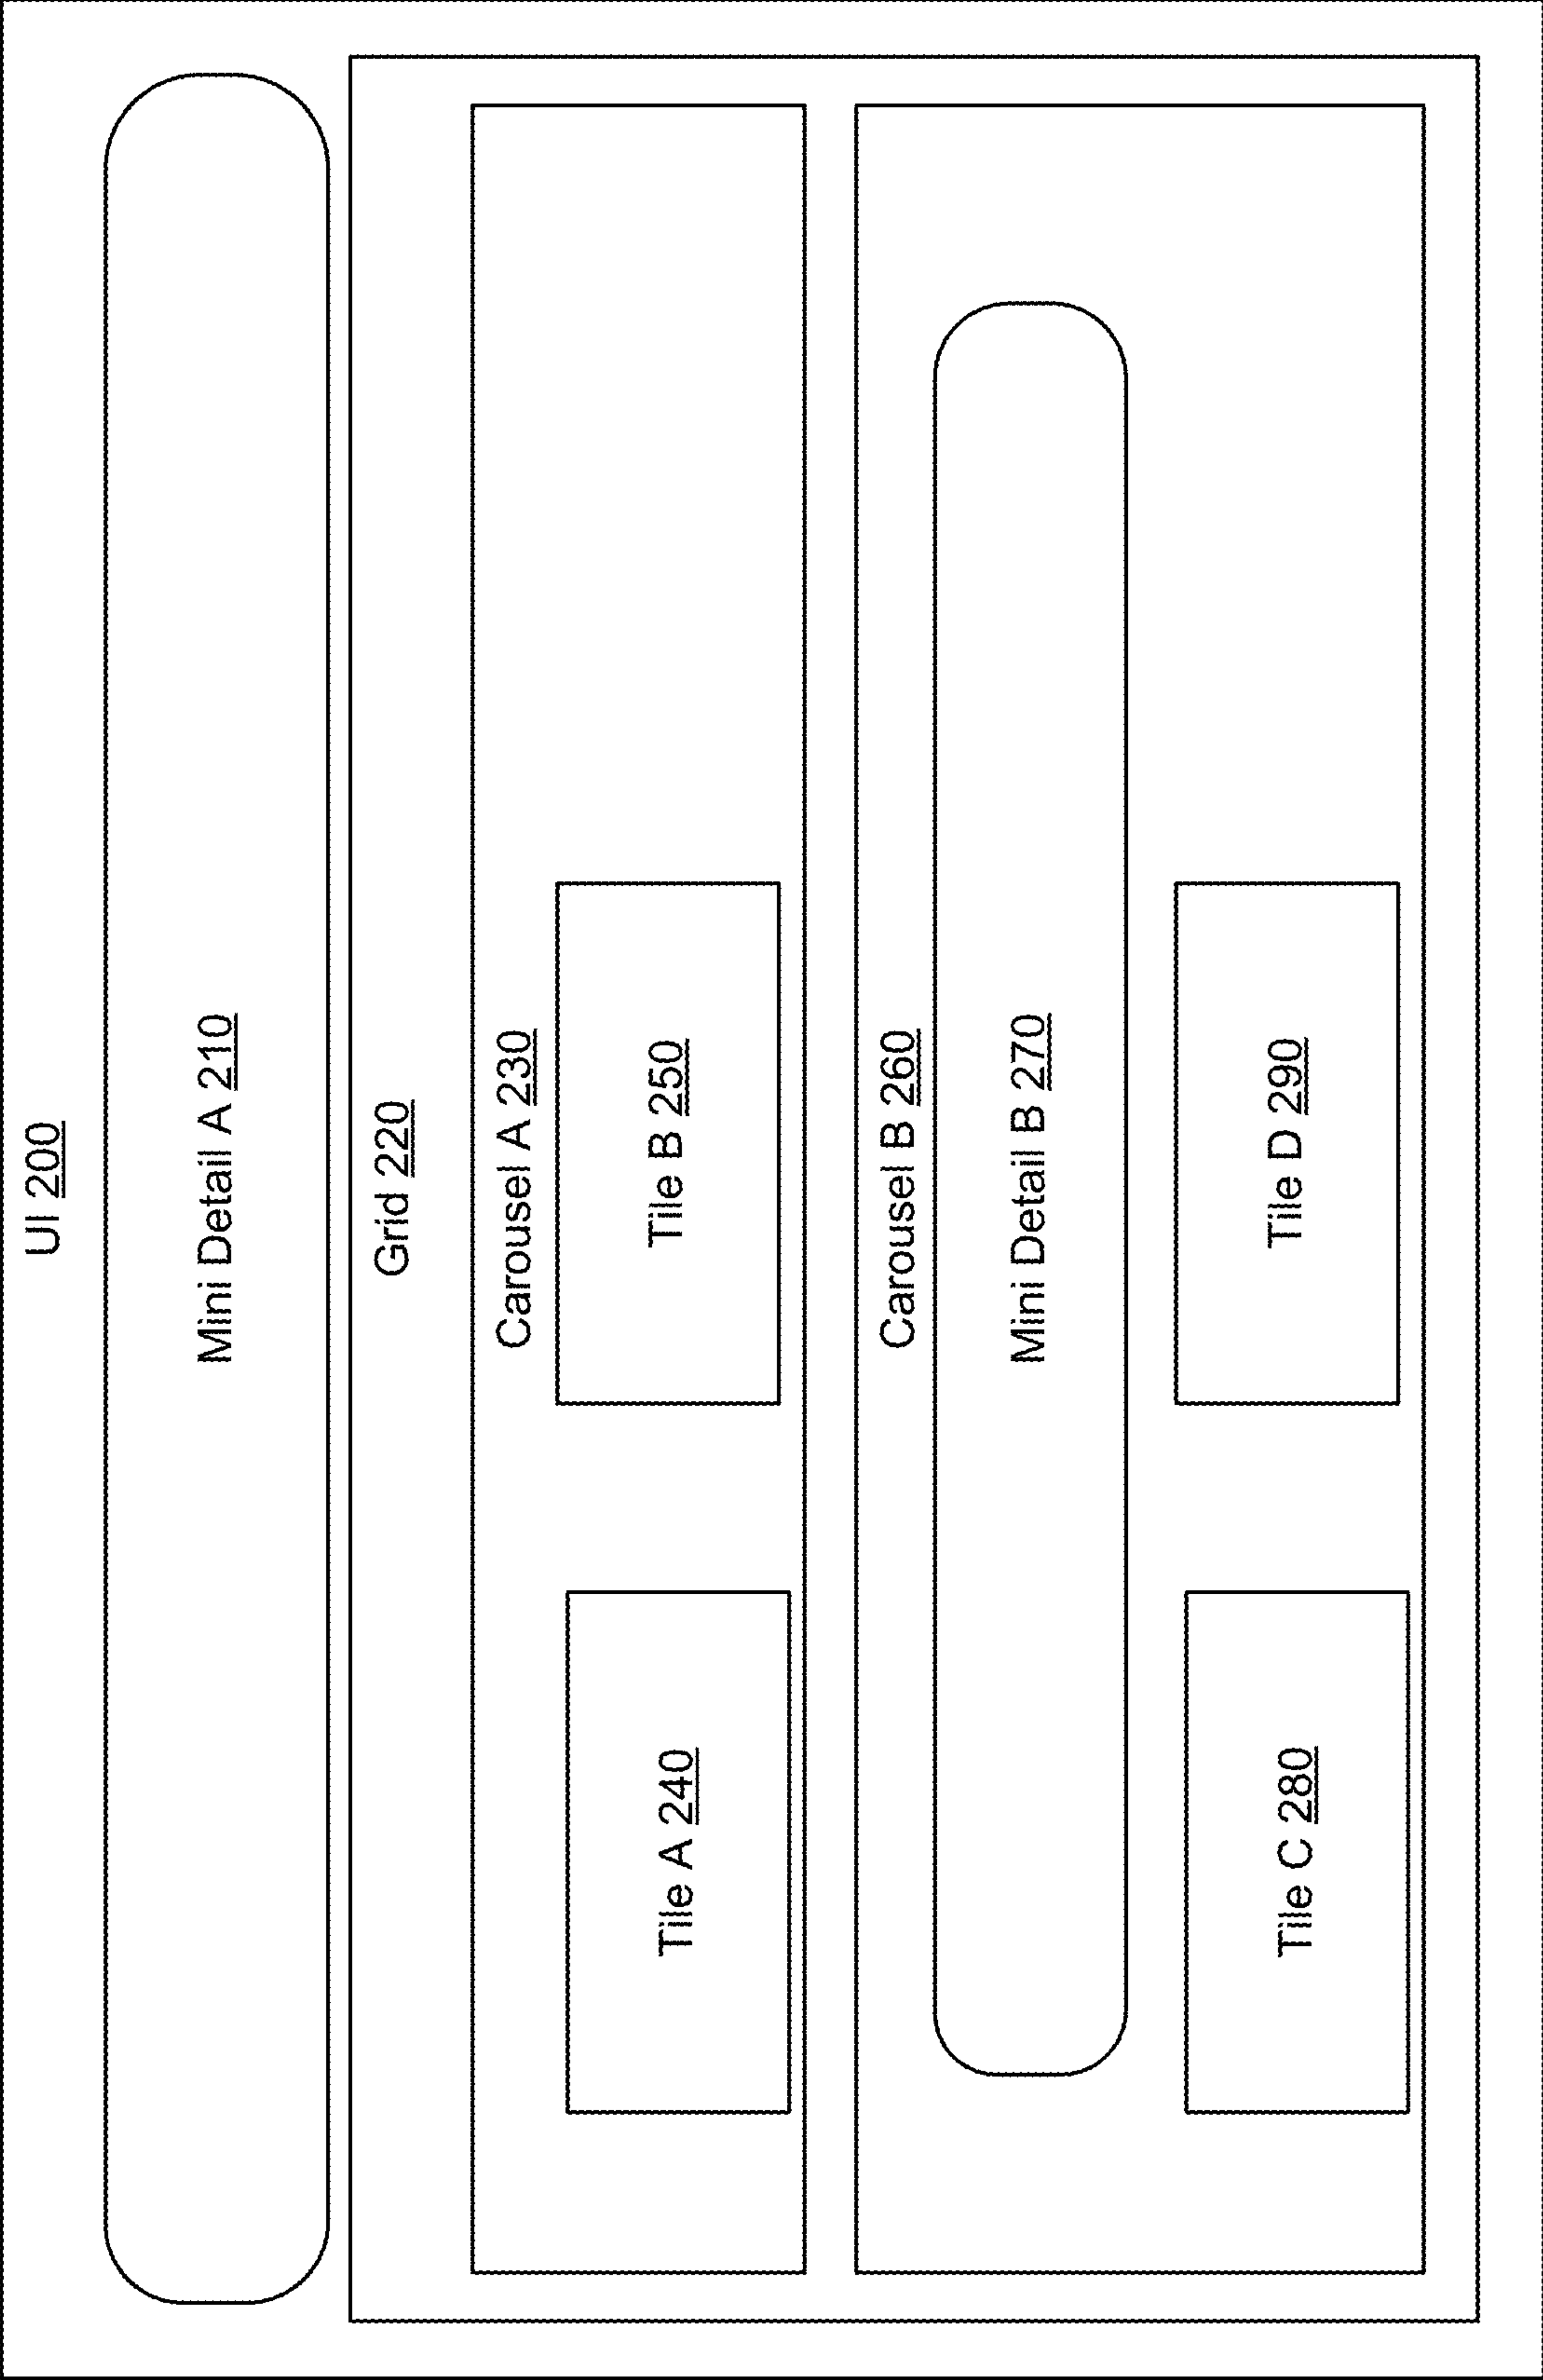 UI 200
Mini Detail A 210
Grid 220
Carousel A 230
Tile A 240
Tile B 250
Carousel B 260
Mini Detail B 270
Tile C 280
Tile D 290